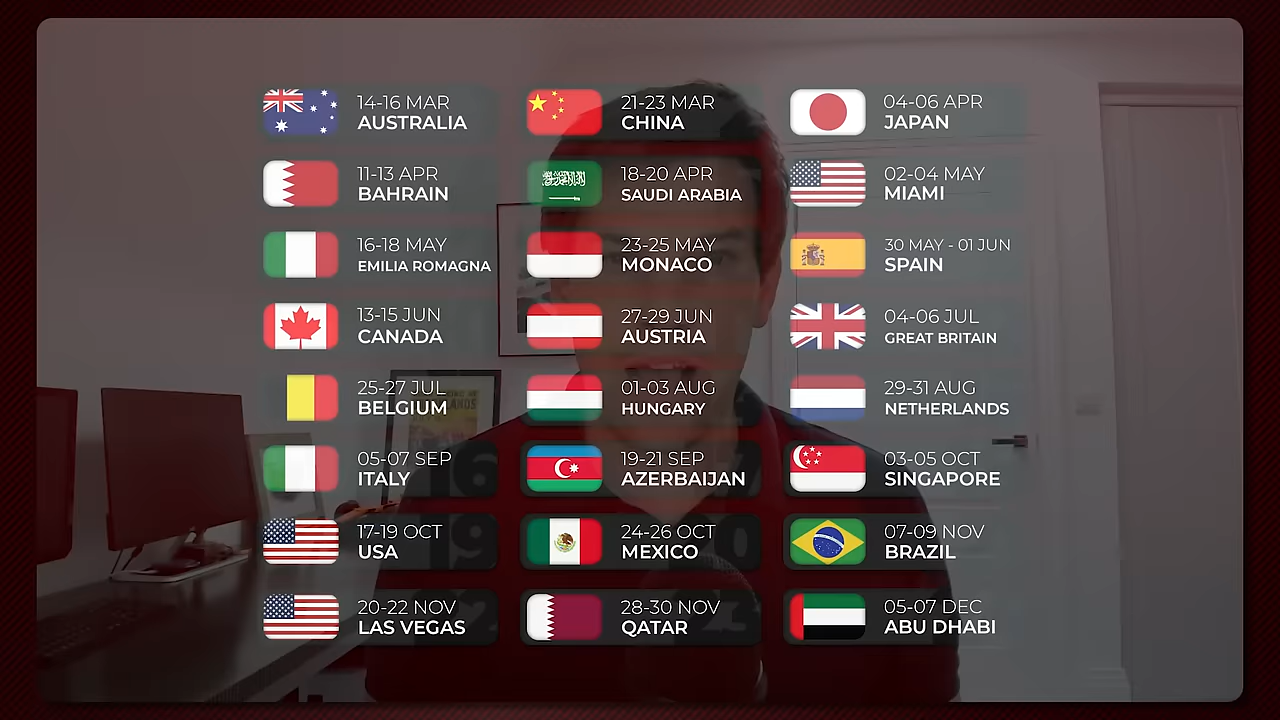 14-16 MAR
AUSTRALIA
21-23 MAR
CHINA
04-06 APR
JAPAN
11-13 APR
BAHRAIN
18-20 APR
SAUDI ARABIA
02-04 MAY
MIAMI
16-18 MAY
EMILIA ROMAGNA
23-25 MAY
MONACO
30 MAY - 01 JUN
SPAIN
13-15 JUN
CANADA
27-29 JUN
AUSTRIA
04-06 JUL
GREAT BRITAIN
25-27 JUL
BELGIUM
01-03 AUG
HUNGARY
29-31 AUG
NETHERLANDS
05-07 SEP
ITALY
19-21 SEP
AZERBAIJAN
03-05 OCT
SINGAPORE
17-19 OCT
USA
24-26 OCT
MEXICO
07-09 NOV
BRAZIL
20-22 NOV
LAS VEGAS
28-30 NOV
QATAR
05-07 DEC
ABU DHABI